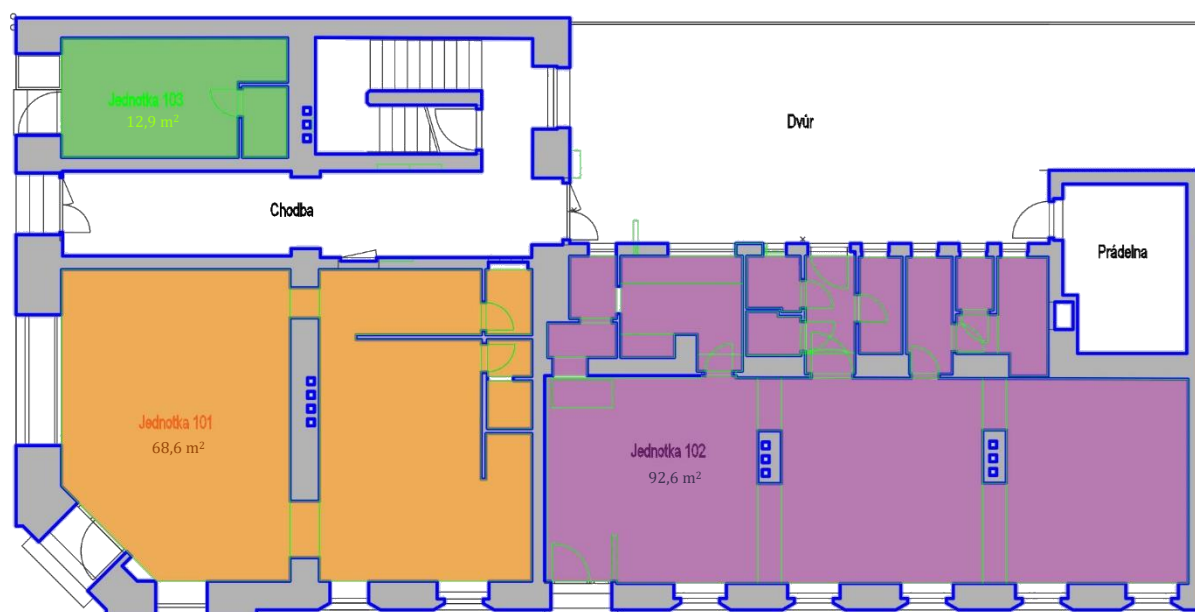 Jednotka 103
12,9 m²
Dvůr
Chodba
Prádelna
Jednotka 101
68,6 m²
Jednotka 102
92,6 m²